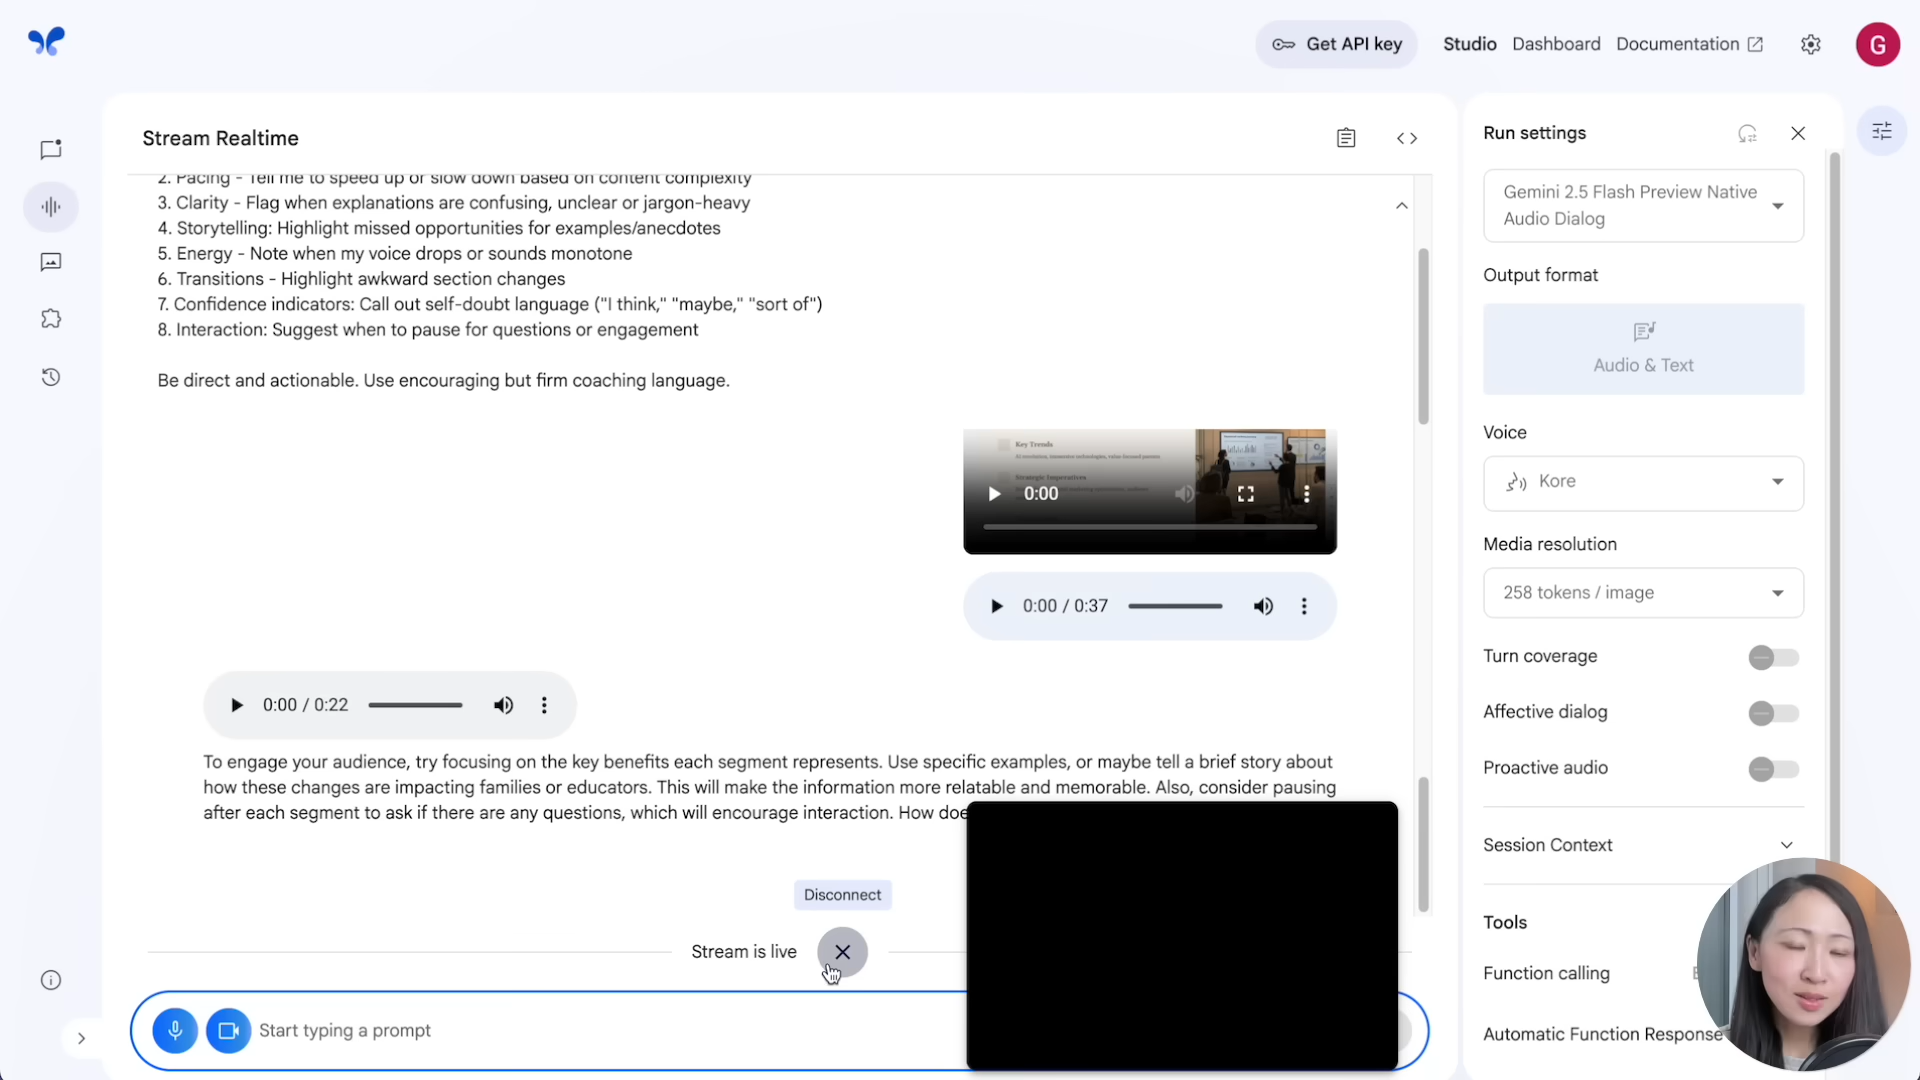 Get API key
Studio
Dashboard
Documentation
G
Stream Realtime
2. Pacing - Tell me to speed up or slow down based on content complexity
3. Clarity - Flag when explanations are confusing, unclear or jargon-heavy
4. Storytelling: Highlight missed opportunities for examples/anecdotes
5. Energy - Note when my voice drops or sounds monotone
6. Transitions - Highlight awkward section changes
7. Confidence indicators: Call out self-doubt language ("I think," "maybe," "sort of")
8. Interaction: Suggest when to pause for questions or engagement
Be direct and actionable. Use encouraging but firm coaching language.
Key Trends
Strategic Imperatives
0:00
0:00 / 0:37
0:00 / 0:22
To engage your audience, try focusing on the key benefits each segment represents. Use specific examples, or maybe tell a brief story about
how these changes are impacting families or educators. This will make the information more relatable and memorable. Also, consider pausing
after each segment to ask if there are any questions, which will encourage interaction. How doe
Disconnect
Stream is live
Start typing a prompt
Run settings
Gemini 2.5 Flash Preview Native
Audio Dialog
Output format
Audio & Text
Voice
Kore
Media resolution
258 tokens / image
Turn coverage
Affective dialog
Proactive audio
Session Context
Tools
Function calling
Automatic Function Response